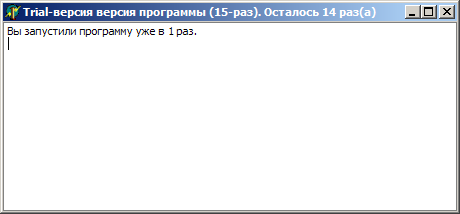 Trial-версия версия программы (15-раз). Осталось 14 раз(а)
Вы запустили программу уже в 1 раз.